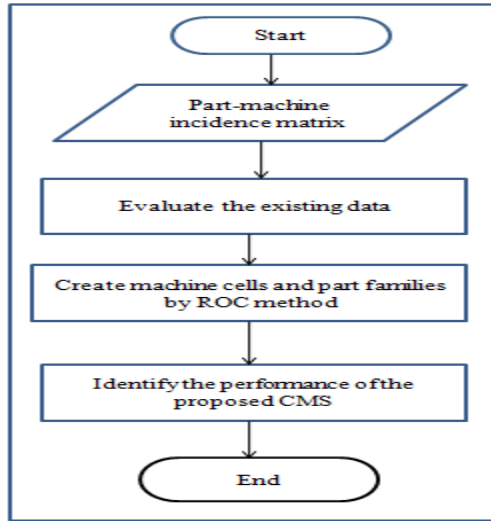 Start
Part-machine
incidence matrix
Evaluate the existing data
Create machine cells and part families
by ROC method
Identify the performance of the
proposed CMS
End